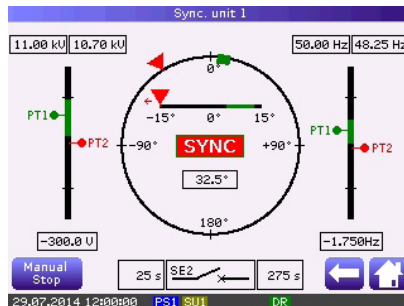 Sync. unit 1
11.00 kV 10.70 kV 50.00 Hz 48.25 Hz
0°
-15° 0° 15°
PT1 PT1
PT2 PT2
-90° SYNC +90°
32.5°
180°
-300.0 V -1.750Hz
Manual Stop 25 s SE2 275 s
29.07.2014 12:00:00 PS1 SU1 DR